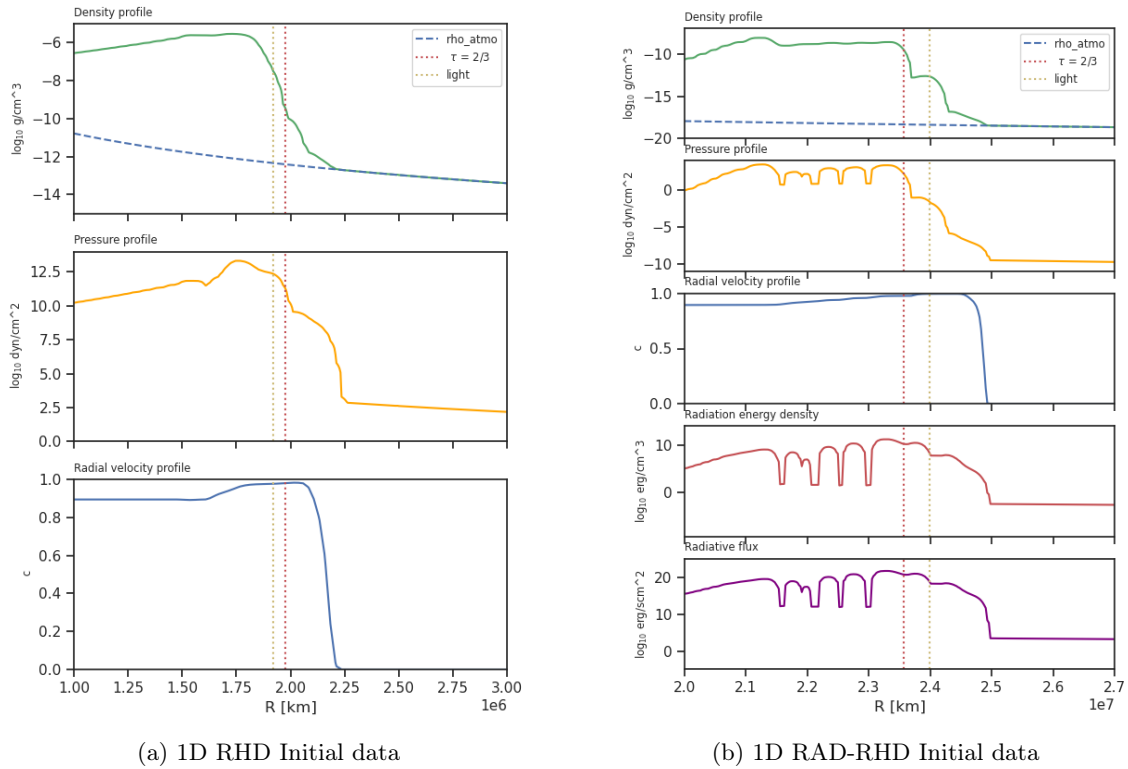 Density profile
log₁₀ g/cm^3
−6
−8
−10
−12
−14
rho_atmo
τ = 2/3
light
Pressure profile
log₁₀ dyn/cm^2
12.5
10.0
7.5
5.0
2.5
0.0
Radial velocity profile
c
1.0
0.8
0.6
0.4
0.2
0.0
1.00 1.25 1.50 1.75 2.00 2.25 2.50 2.75 3.00
R [km]
1e6
(a) 1D RHD Initial data
Density profile
log₁₀ g/cm^3
−10
−15
−20
rho_atmo
τ = 2/3
light
Pressure profile
log₁₀ dyn/cm^2
0
−5
−10
Radial velocity profile
c
1.0
0.5
0.0
Radiation energy density
log₁₀ erg/cm^3
10
0
Radiative flux
log₁₀ erg/scm^2
20
10
0
2.0 2.1 2.2 2.3 2.4 2.5 2.6 2.7
R [km]
1e7
(b) 1D RAD-RHD Initial data